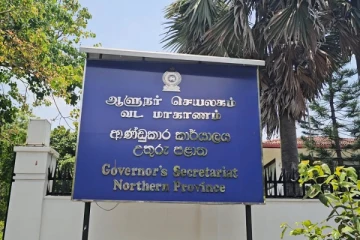 ஆளுநர் செயலகம்
வட மாகாணம்
ආණ්ඩුකාර කාර්යාලය
උතුරු පළාත
Governor's Secretariat
Northern Province